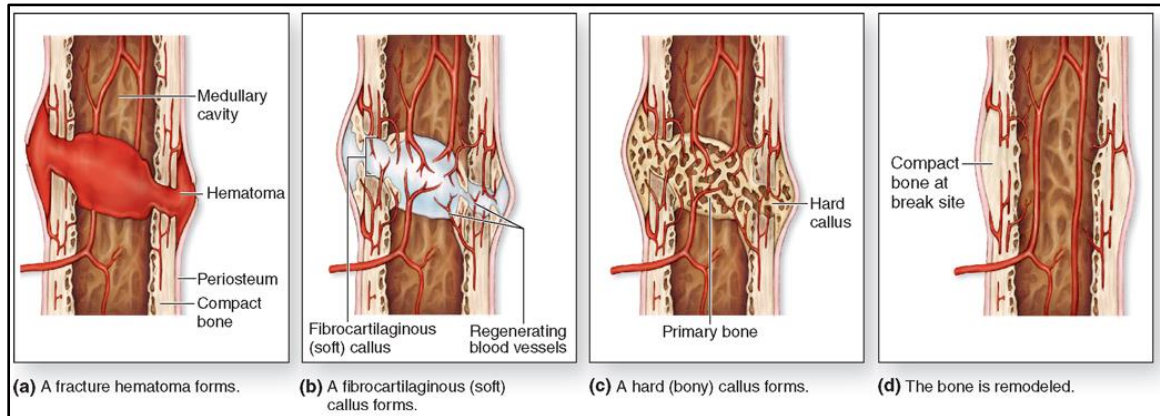 Medullary
cavity
Hematoma
Periosteum
Compact
bone
(a) A fracture hematoma forms.
Fibrocartilaginous
(soft) callus
Regenerating
blood vessels
(b) A fibrocartilaginous (soft)
callus forms.
Hard
callus
Primary bone
(c) A hard (bony) callus forms.
Compact
bone at
break site
(d) The bone is remodeled.